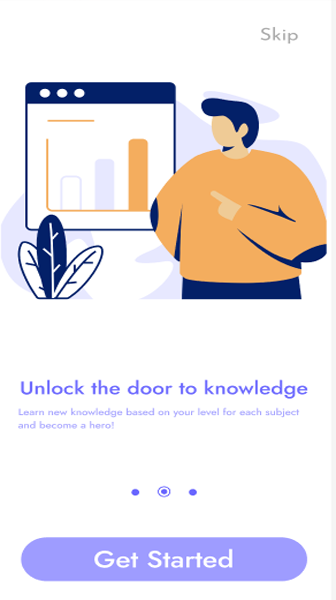 Skip
Unlock the door to knowledge
Learn new knowledge based on your level for each subject
and become a hero!
Get Started